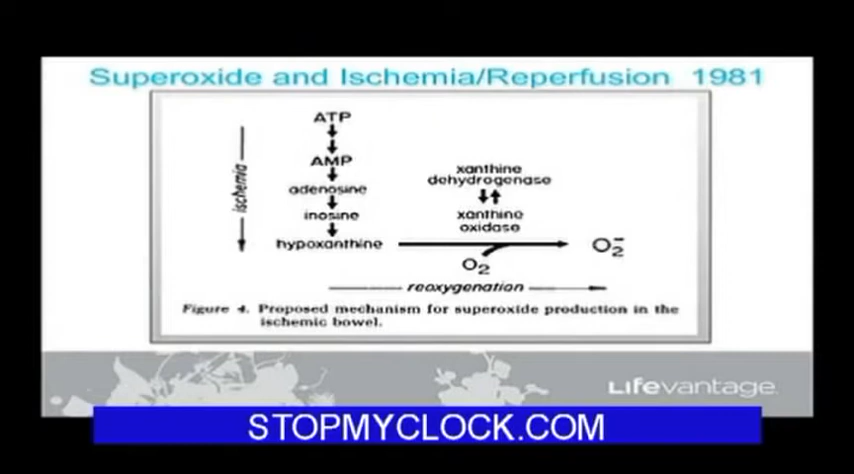 Superoxide and Ischemia/Reperfusion 1981
ATP
AMP
adenosine
inosine
hypoxanthine
ischemia
xanthine
dehydrogenase
xanthine
oxidase
O₂
O₂⁻
reoxygenation
Figure 4. Proposed mechanism for superoxide production in the
ischemic bowel.
Lifevantage
STOPMYCLOCK.COM